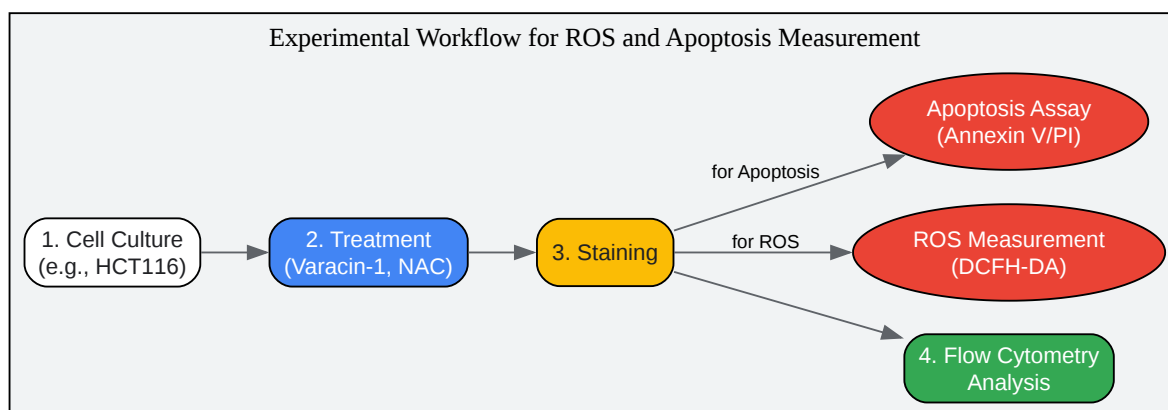 Experimental Workflow for ROS and Apoptosis Measurement
1. Cell Culture
(e.g., HCT116)
2. Treatment
(Varacin-1, NAC)
3. Staining
for Apoptosis
for ROS
Apoptosis Assay
(Annexin V/PI)
ROS Measurement
(DCFH-DA)
4. Flow Cytometry
Analysis